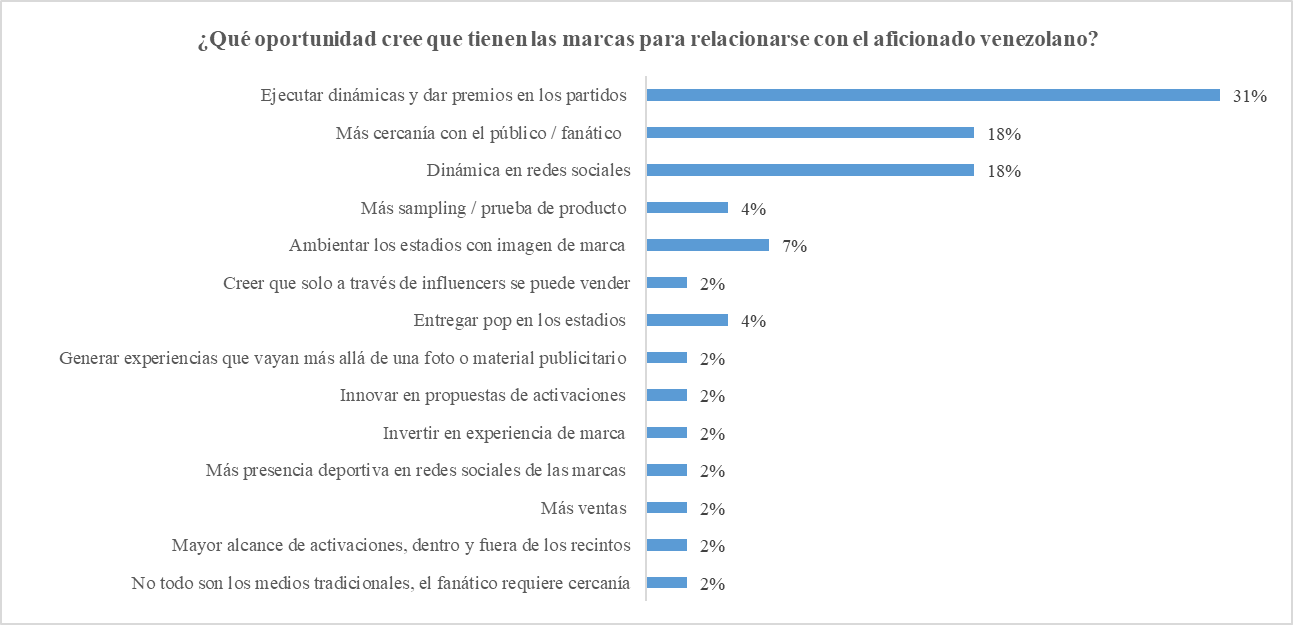 ¿Qué oportunidad cree que tienen las marcas para relacionarse con el aficionado venezolano?
Ejecutar dinámicas y dar premios en los partidos 31%
Más cercanía con el público / fanático 18%
Dinámica en redes sociales 18%
Más sampling / prueba de producto 4%
Ambientar los estadios con imagen de marca 7%
Creer que solo a través de influencers se puede vender 2%
Entregar pop en los estadios 4%
Generar experiencias que vayan más allá de una foto o material publicitario 2%
Innovar en propuestas de activaciones 2%
Invertir en experiencia de marca 2%
Más presencia deportiva en redes sociales de las marcas 2%
Más ventas 2%
Mayor alcance de activaciones, dentro y fuera de los recintos 2%
No todo son los medios tradicionales, el fanático requiere cercanía 2%